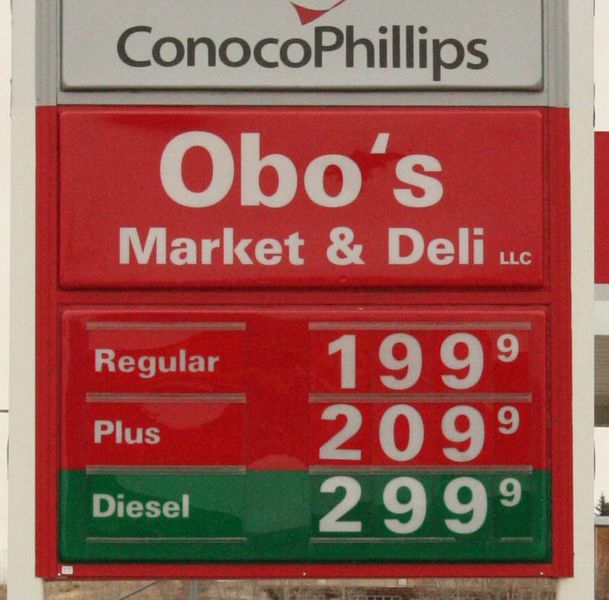 ConocoPhillips
Obo's
Market & Deli LLC
Regular 199 9
Plus 209 9
Diesel 299 9